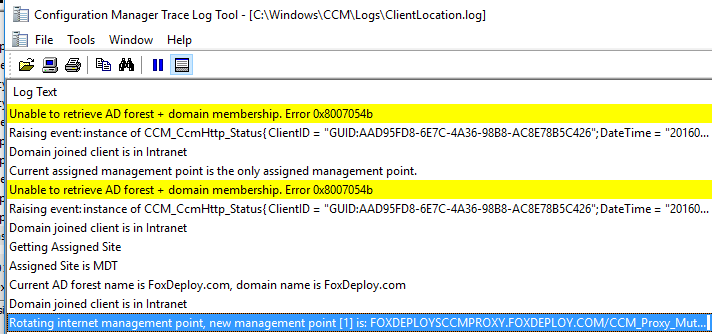 Configuration Manager Trace Log Tool - [C:\Windows\CCM\Logs\ClientLocation.log]
File Tools Window Help
Log Text
Unable to retrieve AD forest + domain membership. Error 0x8007054b
Raising event:instance of CCM_CcmHttp_Status{ClientID = "GUID:AAD95FD8-6E7C-4A36-98B8-AC8E78B5C426";DateTime = "20160...
Domain joined client is in Intranet
Current assigned management point is the only assigned management point.
Unable to retrieve AD forest + domain membership. Error 0x8007054b
Raising event:instance of CCM_CcmHttp_Status{ClientID = "GUID:AAD95FD8-6E7C-4A36-98B8-AC8E78B5C426";DateTime = "20160...
Domain joined client is in Intranet
Getting Assigned Site
Assigned Site is MDT
Current AD forest name is FoxDeploy.com, domain name is FoxDeploy.com
Domain joined client is in Intranet
Rotating internet management point, new management point [1] is: FOXDEPLOYSCCMPROXY.FOXDEPLOY.COM/CCM_Proxy_Mut...